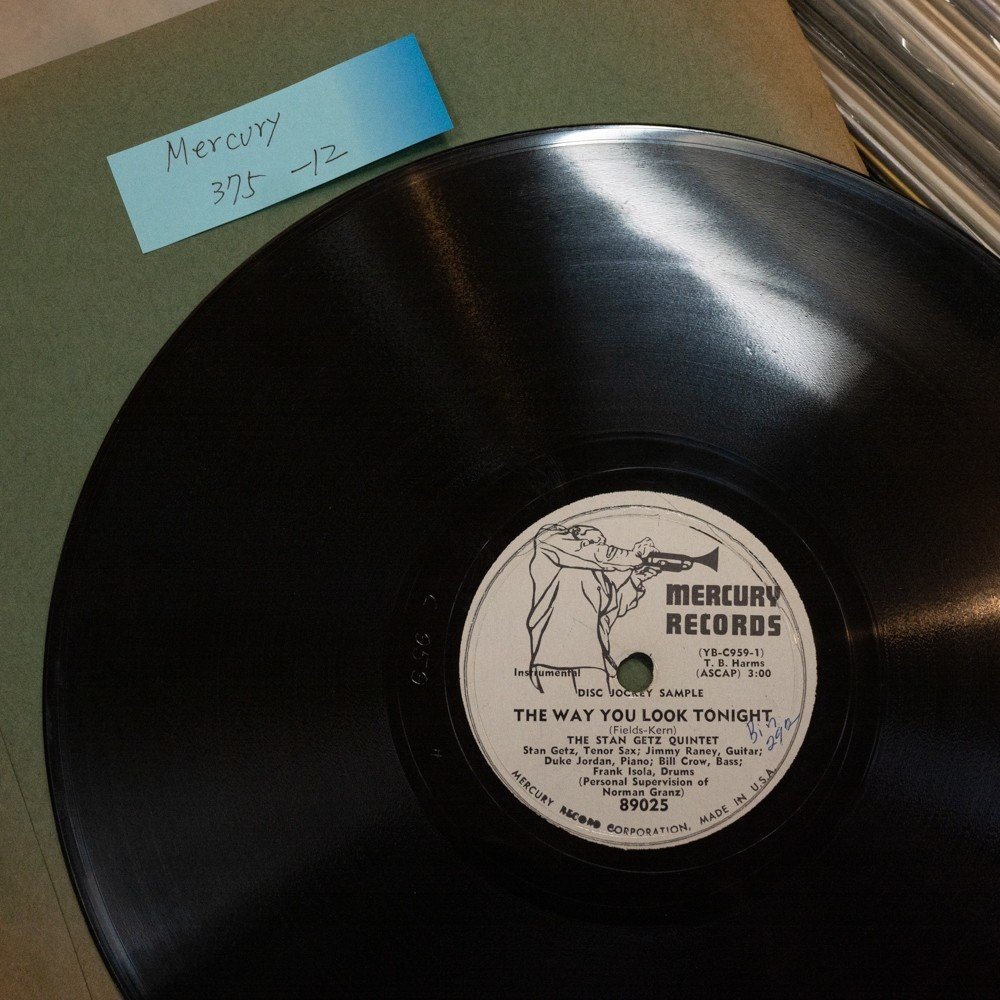 Mercury
375 -12
MERCURY
RECORDS
(YB-C959-1)
T. B. Harms
(ASCAP) 3:00
Instrumental
DISC JOCKEY SAMPLE
THE WAY YOU LOOK TONIGHT
(Fields-Kern)
THE STAN GETZ QUINTET
Stan Getz, Tenor Sax; Jimmy Raney, Guitar;
Duke Jordan, Piano; Bill Crow, Bass;
Frank Isola, Drums
(Personal Supervision of
Norman Granz)
89025
MERCURY RECORD CORPORATION, MADE IN U.S.A.